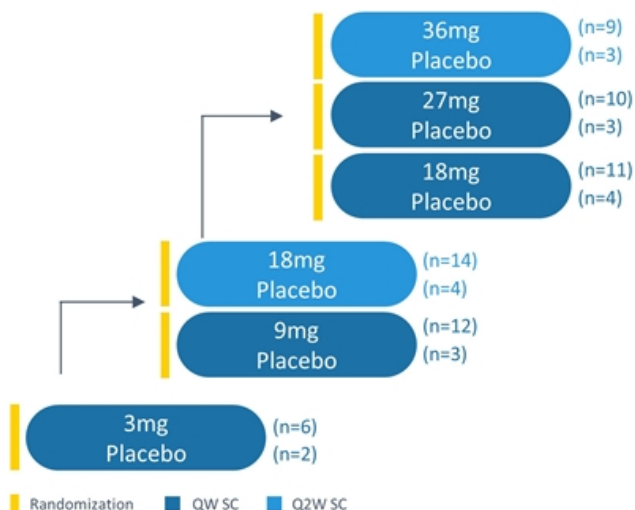 36mg (n=9)
Placebo (n=3)
27mg (n=10)
Placebo (n=3)
18mg (n=11)
Placebo (n=4)
18mg (n=14)
Placebo (n=4)
9mg (n=12)
Placebo (n=3)
3mg (n=6)
Placebo (n=2)
Randomization QW SC Q2W SC